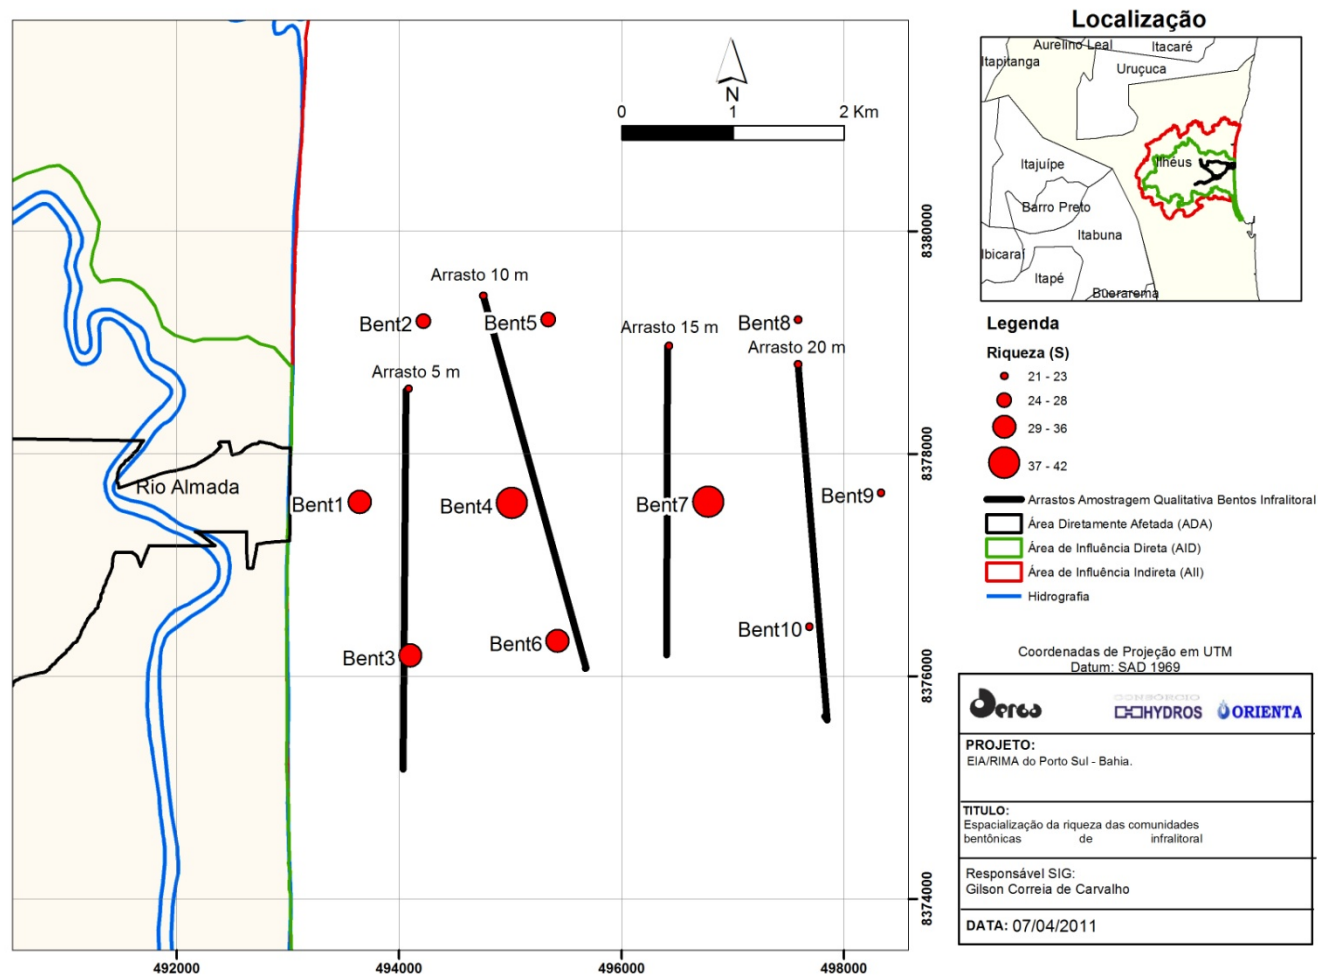 Localização
Aurelino Leal
Itacaré
Itapitanga
Uruçuca
Ilhéus
Itajuípe
Barro Preto
Itabuna
Ibicaraí
Itapé
Buerarema
N
0 1 2 Km
Arrasto 10 m
Bent2
Bent5
Arrasto 15 m
Bent8
Arrasto 20 m
Arrasto 5 m
Rio Almada
Bent1
Bent4
Bent7
Bent9
Bent3
Bent6
Bent10
8380000
8378000
8376000
8374000
492000 494000 496000 498000
Legenda
Riqueza (S)
21 - 23
24 - 28
29 - 36
37 - 42
Arrastos Amostragem Qualitativa Bentos Infralitoral
Área Diretamente Afetada (ADA)
Área de Influência Direta (AID)
Área de Influência Indireta (AII)
Hidrografia
Coordenadas de Projeção em UTM
Datum: SAD 1969
Derba
CONSÓRCIO
HYDROS
ORIENTA
PROJETO:
EIA/RIMA do Porto Sul - Bahia.
TITULO:
Espacialização da riqueza das comunidades
bentônicas de infralitoral
Responsável SIG:
Gilson Correia de Carvalho
DATA: 07/04/2011